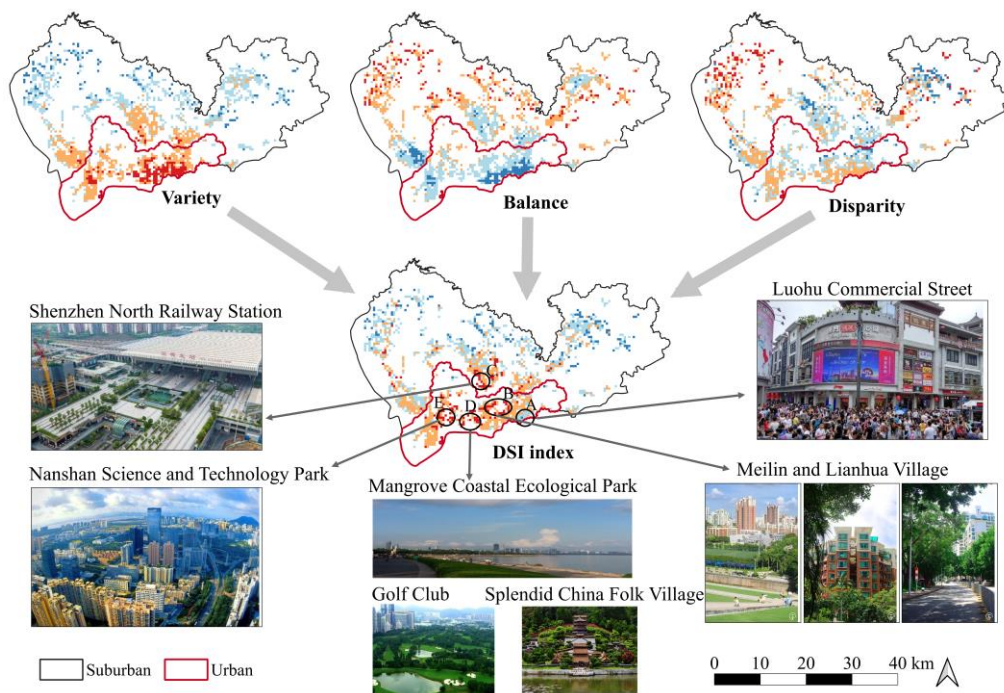 Variety
Balance
Disparity
Shenzhen North Railway Station
Luohu Commercial Street
C
B
E
D
A
DSI index
Nanshan Science and Technology Park
Mangrove Coastal Ecological Park
Meilin and Lianhua Village
Golf Club
Splendid China Folk Village
Suburban
Urban
0 10 20 30 40 km